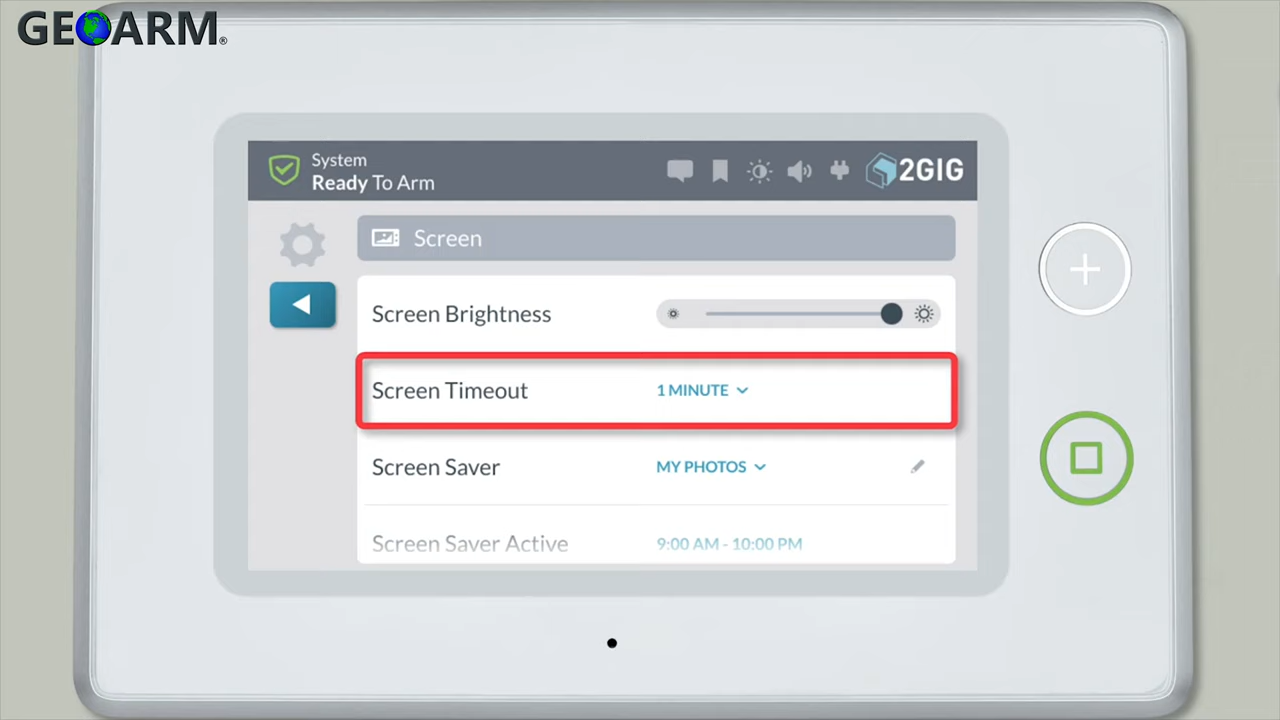 GEOARM®
System
Ready To Arm
2GIG
Screen
Screen Brightness
Screen Timeout
1 MINUTE
Screen Saver
MY PHOTOS
Screen Saver Active
9:00 AM - 10:00 PM